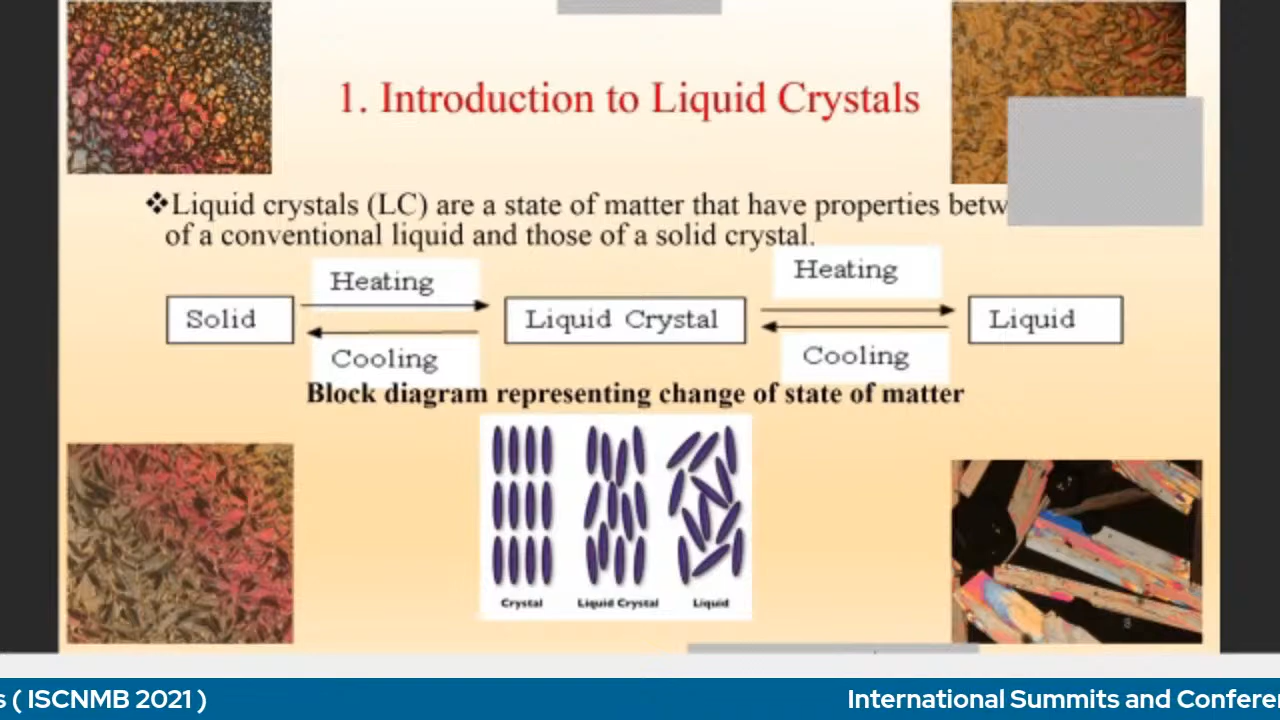 1. Introduction to Liquid Crystals
❖Liquid crystals (LC) are a state of matter that have properties betw
of a conventional liquid and those of a solid crystal.
Heating
Heating
Solid
Liquid Crystal
Liquid
Cooling
Cooling
Block diagram representing change of state of matter
Crystal
Liquid Crystal
Liquid
8
s ( ISCNMB 2021 )
International Summits and Conferen